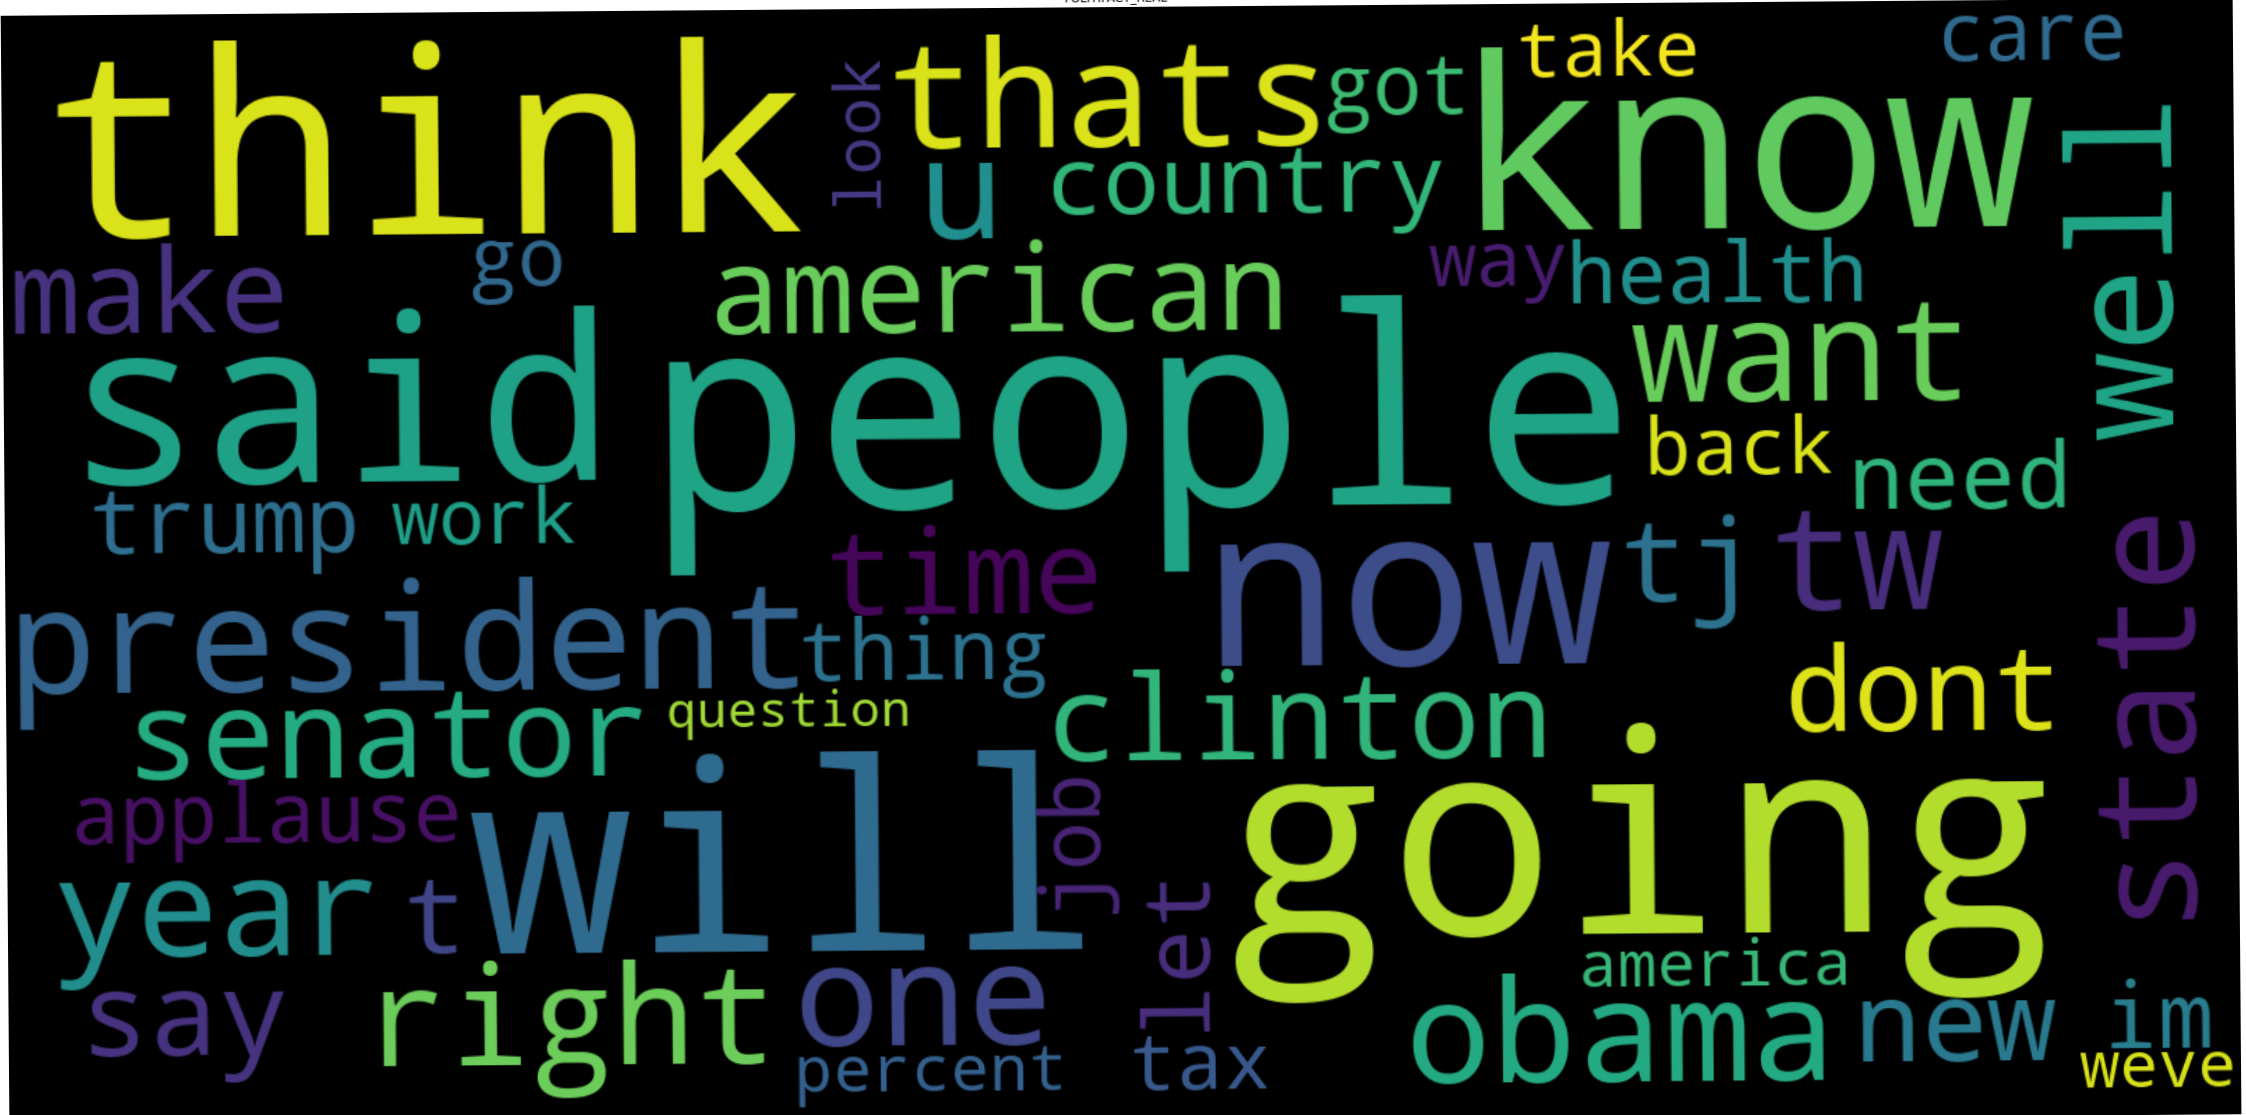 think look thats got know take care
u country well
make go american way health
said people want
back need
trump work time now tj tw state
president thing
senator question clinton dont
applause will job going
year t let
america
say right one obama new im
percent tax weve